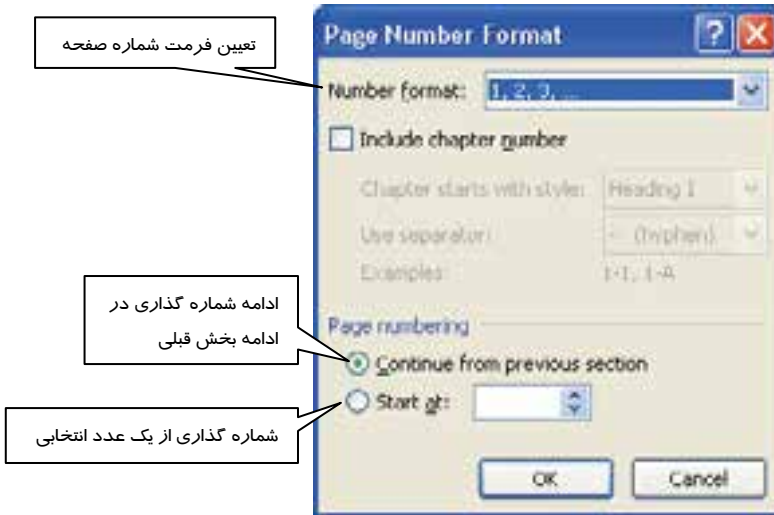 Page Number Format
تعیین فرمت شماره صفحه
Number format: 1, 2, 3, ...
Include chapter number
Chapter starts with style: Heading 1
Use separator: - (hyphen)
Examples: 1-1, 1-A
ادامه شماره گذاری در
ادامه بخش قبلی
Page numbering
Continue from previous section
Start at:
شماره گذاری از یک عدد انتخابی
OK Cancel